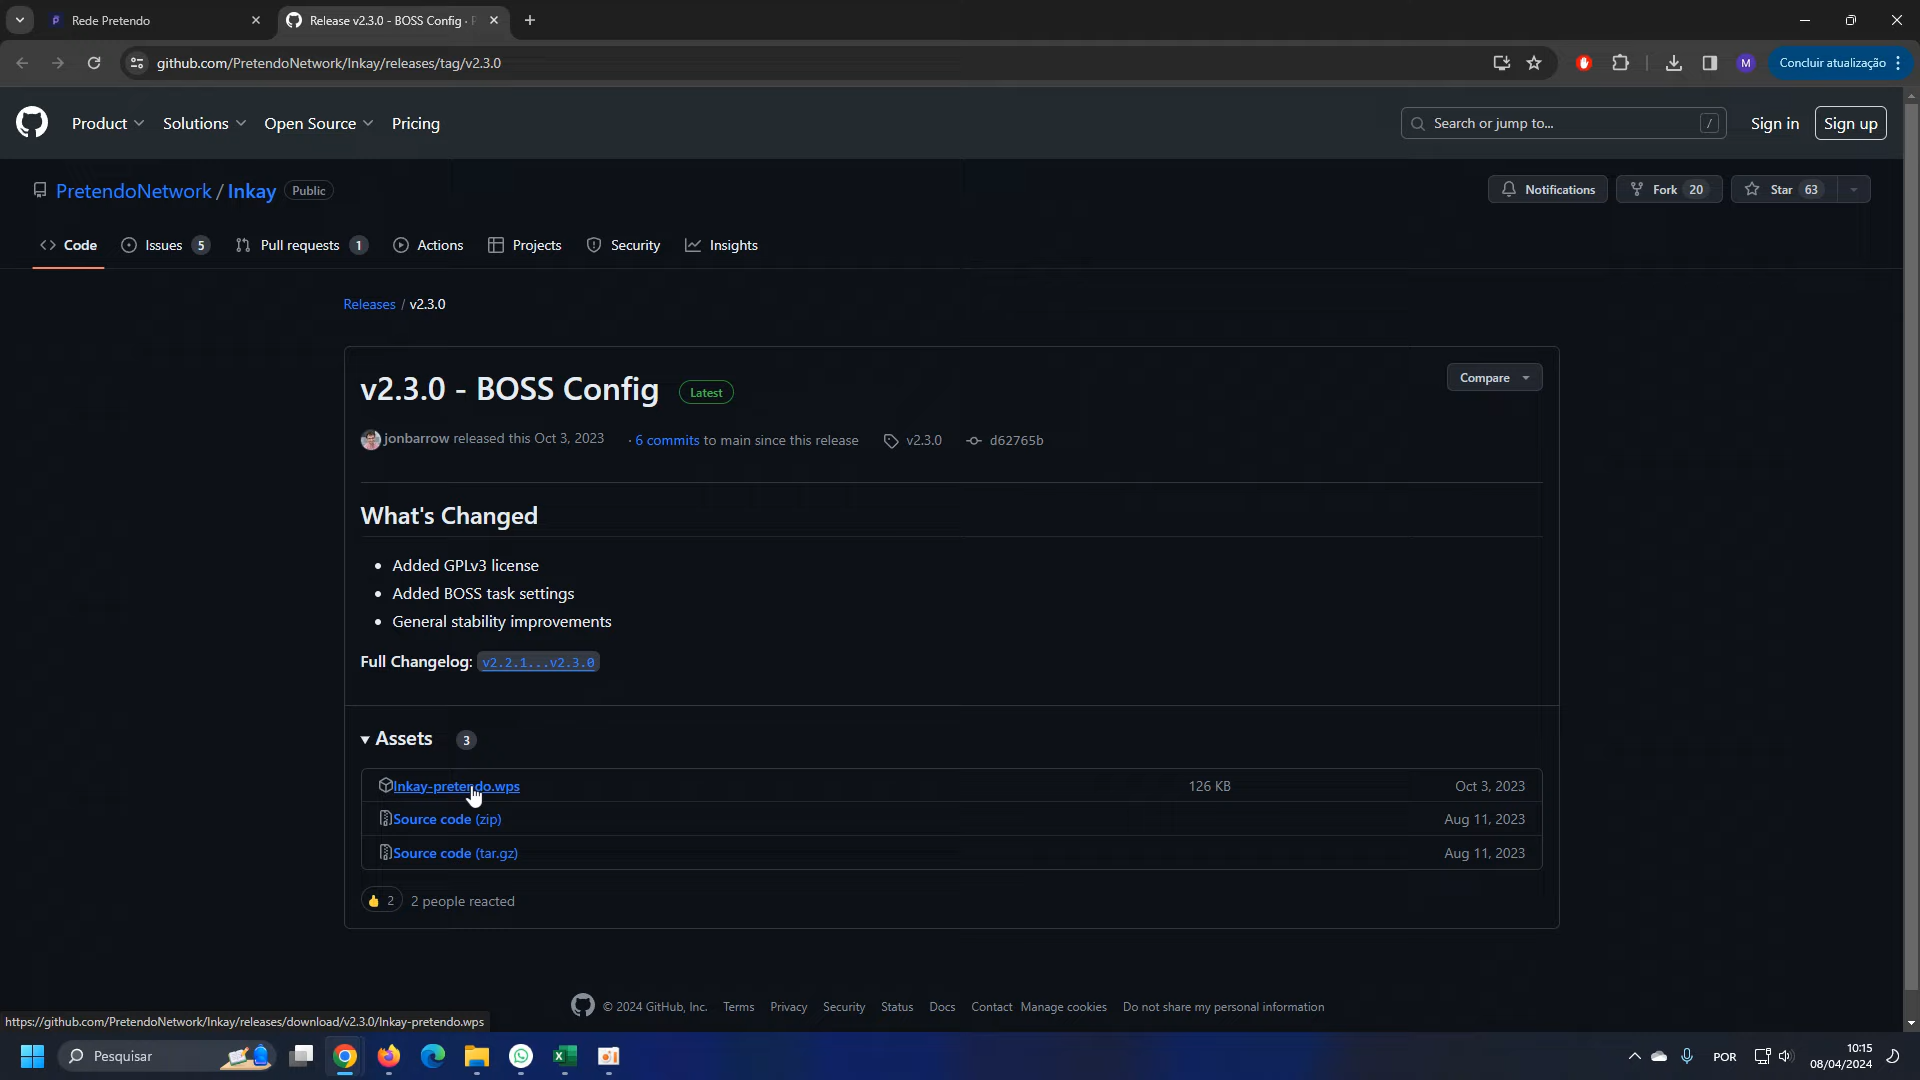 Rede Pretendo
Release v2.3.0 - BOSS Config ·
github.com/PretendoNetwork/Inkay/releases/tag/v2.3.0
M
Concluir atualização
Product
Solutions
Open Source
Pricing
Search or jump to...
/
Sign in
Sign up
PretendoNetwork / Inkay
Public
Notifications
Fork 20
Star 63
Code
Issues 5
Pull requests 1
Actions
Projects
Security
Insights
Releases / v2.3.0
v2.3.0 - BOSS Config
Latest
Compare
jonbarrow released this Oct 3, 2023
· 6 commits to main since this release
v2.3.0
d62765b
What's Changed
• Added GPLv3 license
• Added BOSS task settings
• General stability improvements
Full Changelog: v2.2.1...v2.3.0
Assets 3
Inkay-pretendo.wps
126 KB
Oct 3, 2023
Source code (zip)
Aug 11, 2023
Source code (tar.gz)
Aug 11, 2023
2
2 people reacted
© 2024 GitHub, Inc.
Terms
Privacy
Security
Status
Docs
Contact
Manage cookies
Do not share my personal information
https://github.com/PretendoNetwork/Inkay/releases/download/v2.3.0/Inkay-pretendo.wps
Pesquisar
POR
10:15
08/04/2024